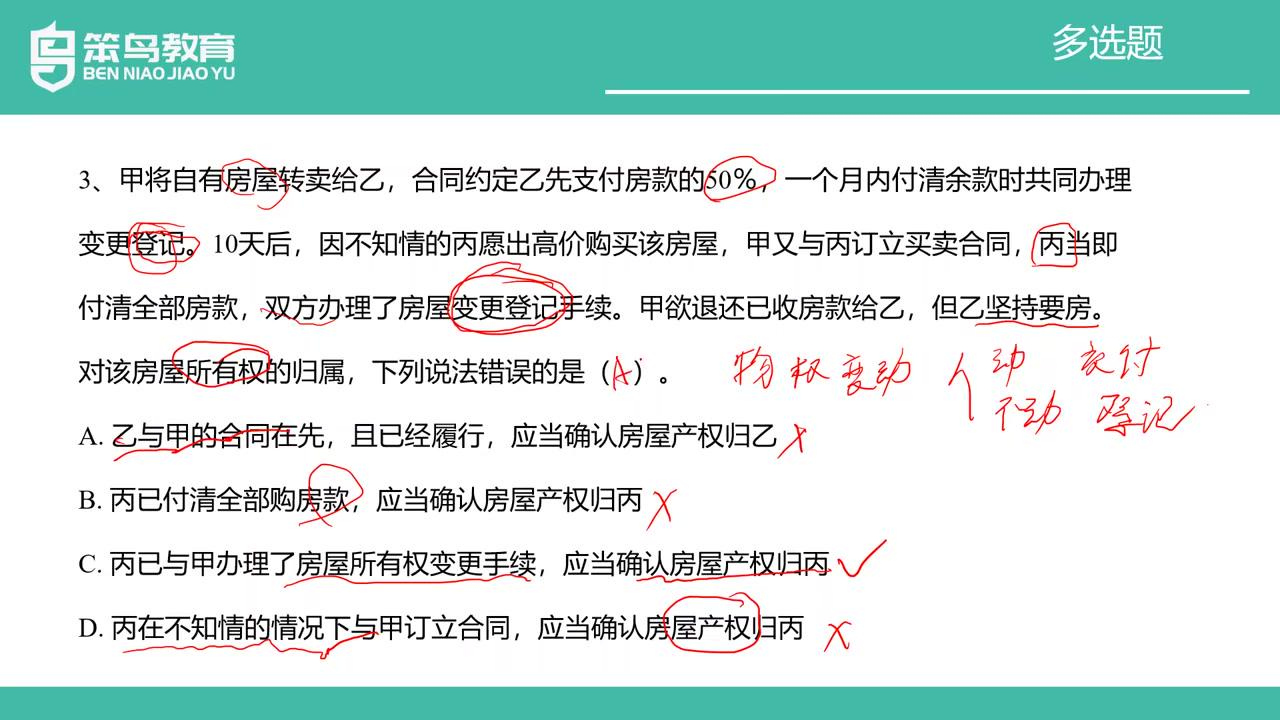 笨鸟教育
BEN NIAO JIAO YU
多选题
3、甲将自有房屋转卖给乙，合同约定乙先支付房款的50%，一个月内付清余款时共同办理
变更登记。10天后，因不知情的丙愿出高价购买该房屋，甲又与丙订立买卖合同，丙当即
付清全部房款，双方办理了房屋变更登记手续。甲欲退还已收房款给乙，但乙坚持要房。
对该房屋所有权的归属，下列说法错误的是（A）。
物权变动 动 交付
不动 登记
A. 乙与甲的合同在先，且已经履行，应当确认房屋产权归乙 X
B. 丙已付清全部购房款，应当确认房屋产权归丙 X
C. 丙已与甲办理了房屋所有权变更手续，应当确认房屋产权归丙 ✓
D. 丙在不知情的情况下与甲订立合同，应当确认房屋产权归丙 X